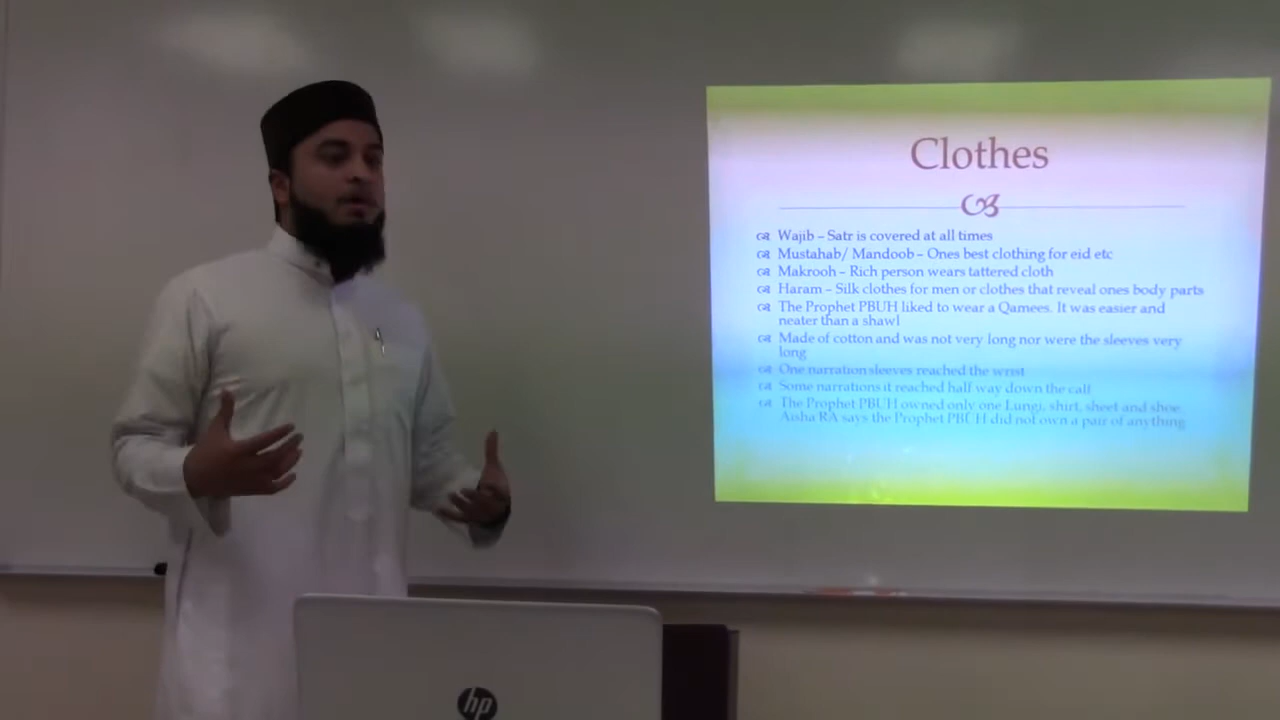 Clothes
Wajib – Satr is covered at all times
Mustahab/ Mandoob – Ones best clothing for eid etc
Makrooh – Rich person wears tattered cloth
Haram – Silk clothes for men or clothes that reveal ones body parts
The Prophet PBUH liked to wear a Qamees. It was easier and
neater than a shawl
Made of cotton and was not very long nor were the sleeves very
long
One narration sleeves reached the wrist
Some narrations it reached half way down the calf
The Prophet PBUH owned only one Lungi, shirt, sheet and shoe.
Aisha RA says the Prophet PBUH did not own a pair of anything
hp